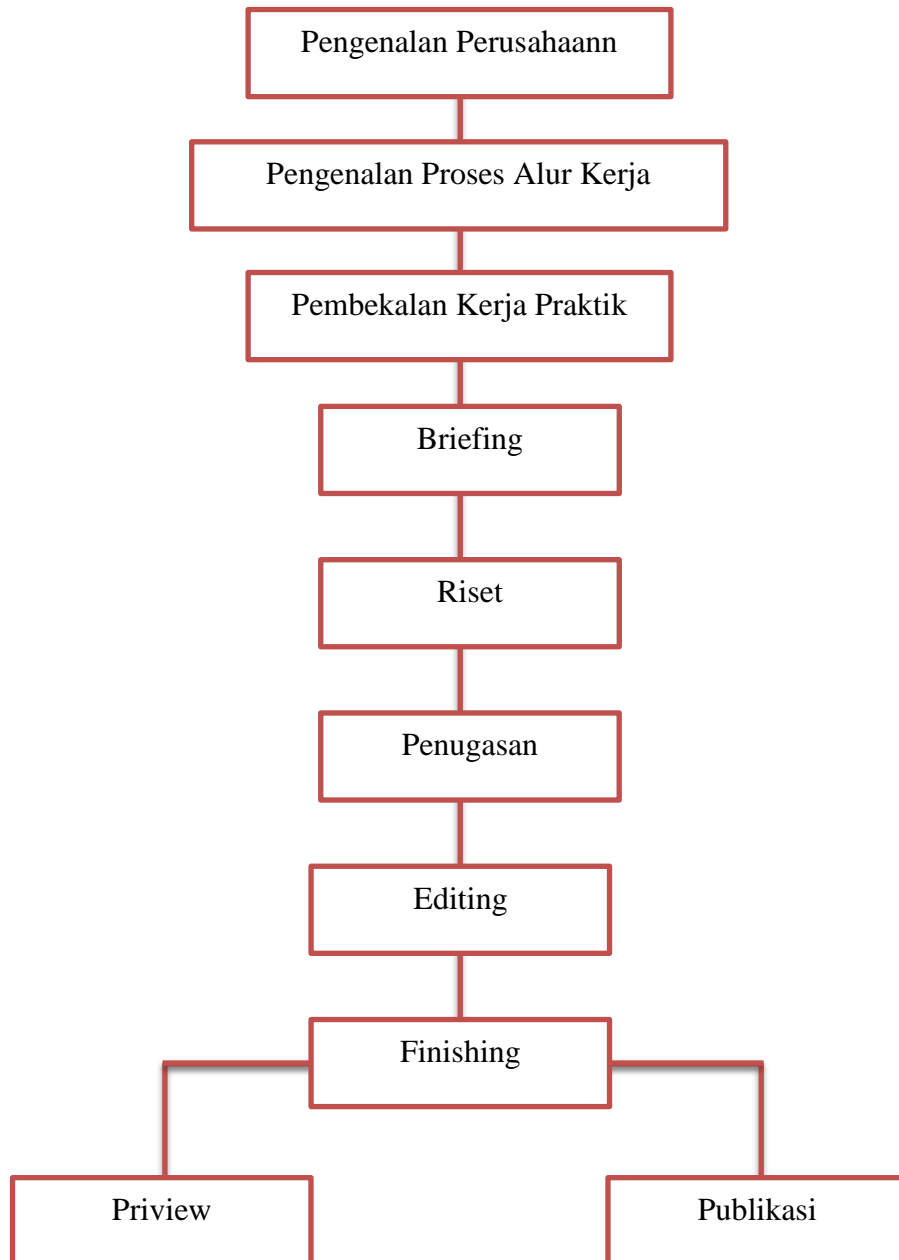 Pengenalan Perusahaann
Pengenalan Proses Alur Kerja
Pembekalan Kerja Praktik
Briefing
Riset
Penugasan
Editing
Finishing
Priview
Publikasi